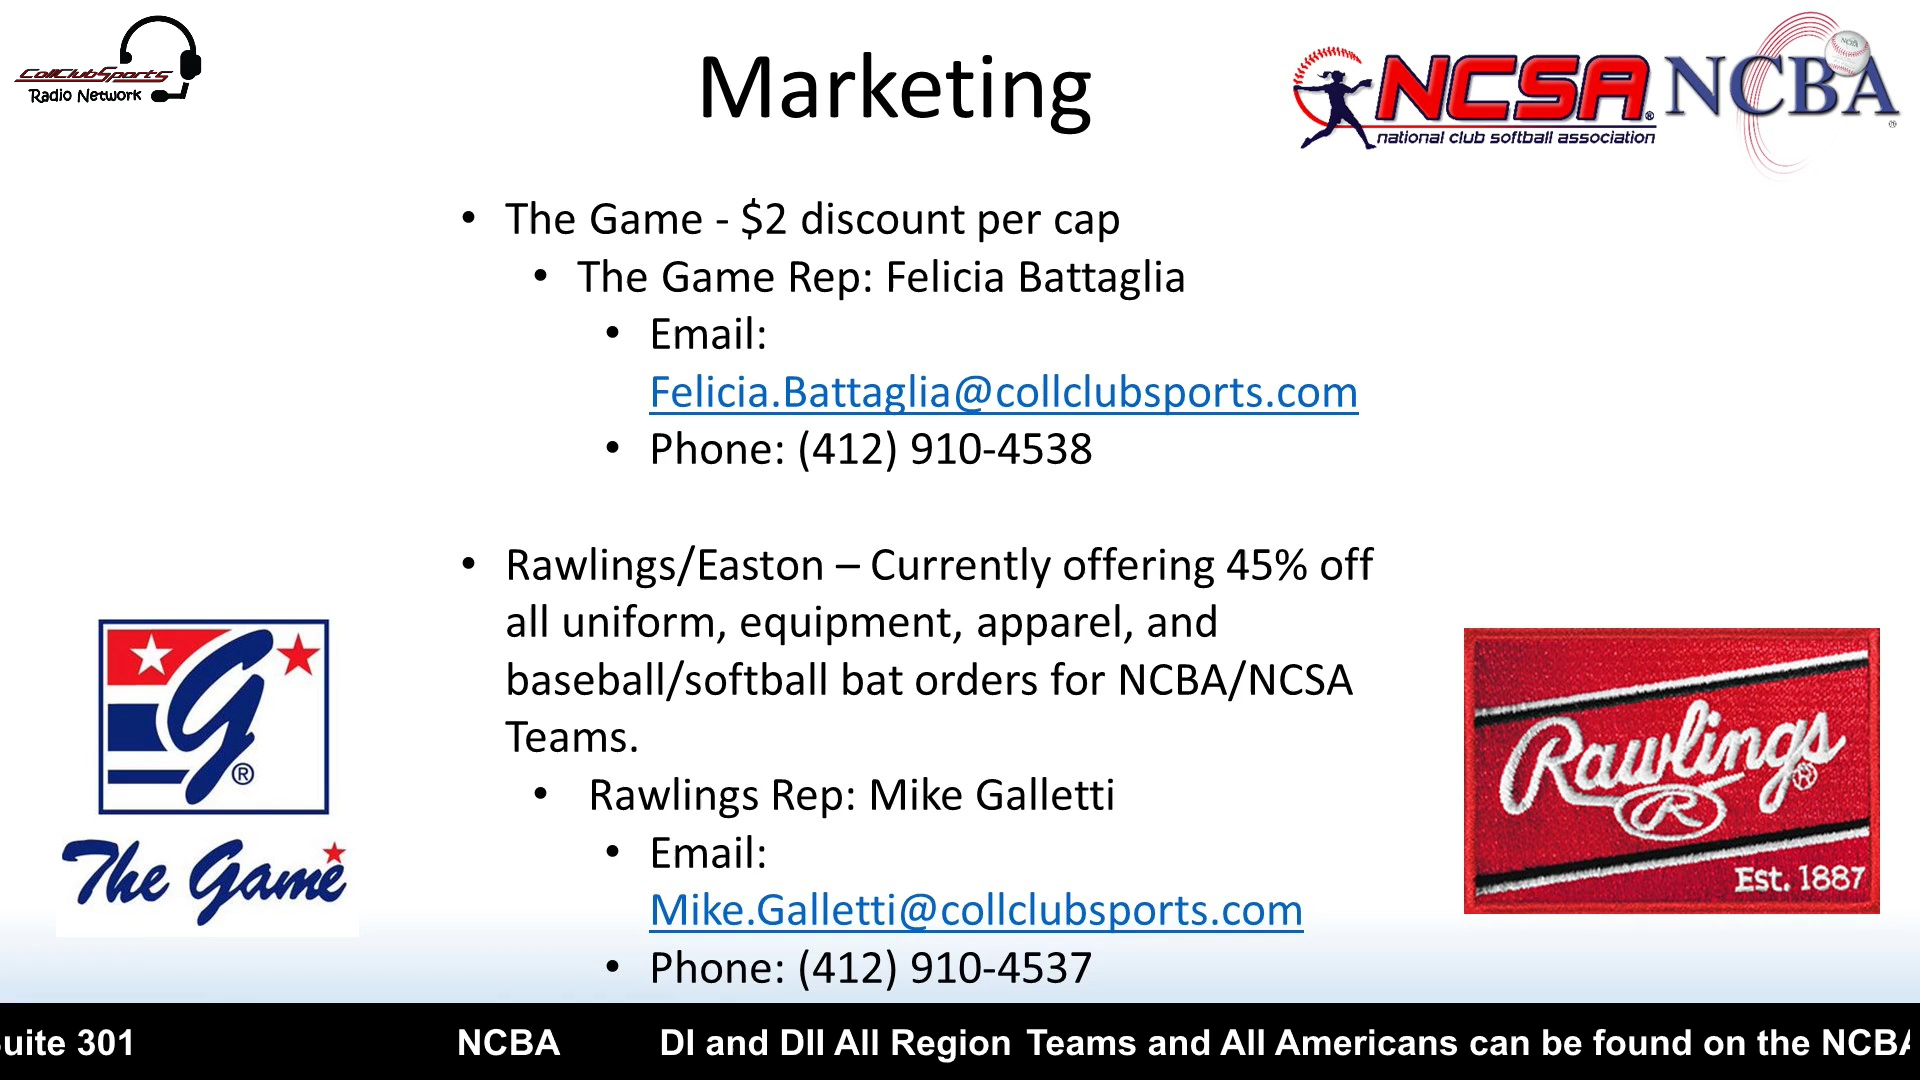 CollClubSports
Radio Network
Marketing
NCSA®
national club softball association
NCBA
• The Game - $2 discount per cap
• The Game Rep: Felicia Battaglia
• Email:
Felicia.Battaglia@collclubsports.com
• Phone: (412) 910-4538
• Rawlings/Easton – Currently offering 45% off
all uniform, equipment, apparel, and
baseball/softball bat orders for NCBA/NCSA
Teams.
• Rawlings Rep: Mike Galletti
• Email:
Mike.Galletti@collclubsports.com
• Phone: (412) 910-4537
G®
The Game
Rawlings®
R
Est. 1887
uite 301 NCBA DI and DII All Region Teams and All Americans can be found on the NCBA